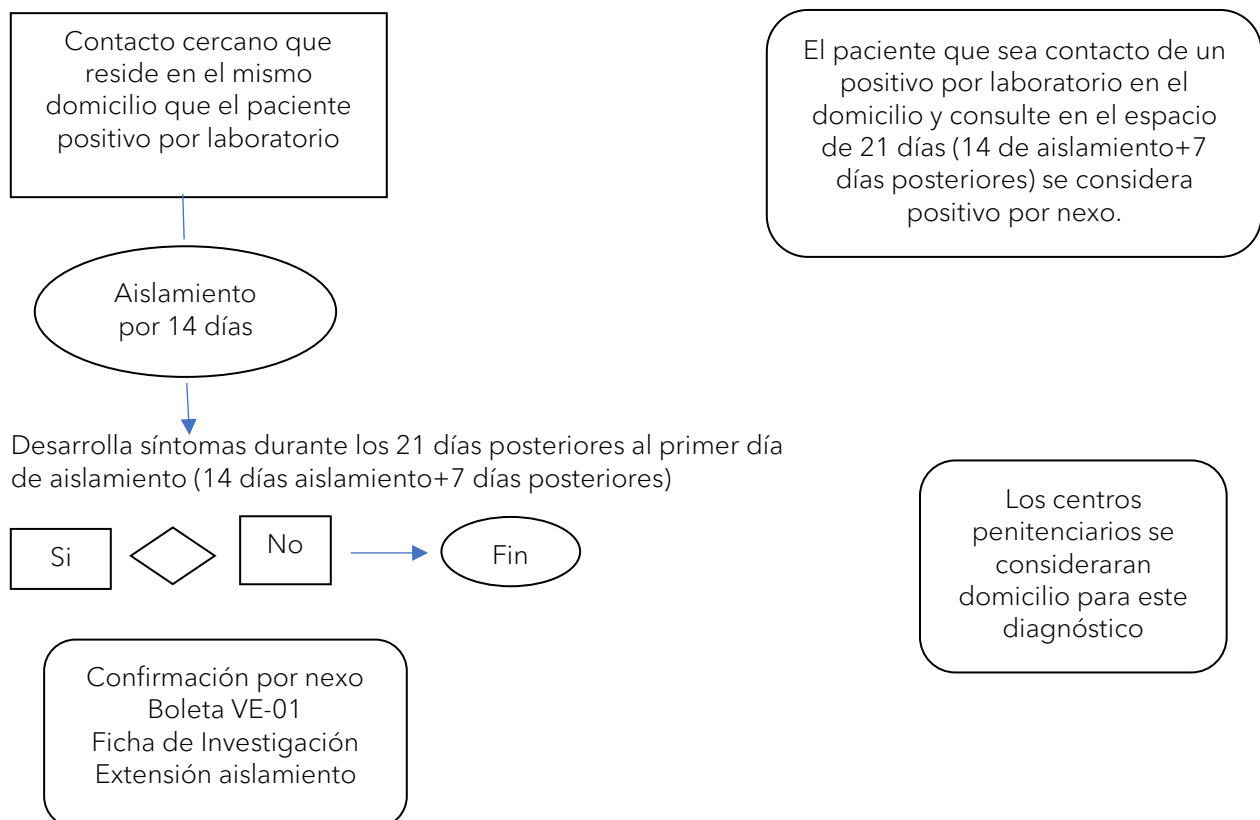 Contacto cercano que
reside en el mismo
domicilio que el paciente
positivo por laboratorio
El paciente que sea contacto de un
positivo por laboratorio en el
domicilio y consulte en el espacio
de 21 días (14 de aislamiento+7
días posteriores) se considera
positivo por nexo.
Aislamiento
por 14 días
Desarrolla síntomas durante los 21 días posteriores al primer día
de aislamiento (14 días aislamiento+7 días posteriores)
Si
No
Fin
Los centros
penitenciarios se
consideraran
domicilio para este
diagnóstico
Confirmación por nexo
Boleta VE-01
Ficha de Investigación
Extensión aislamiento